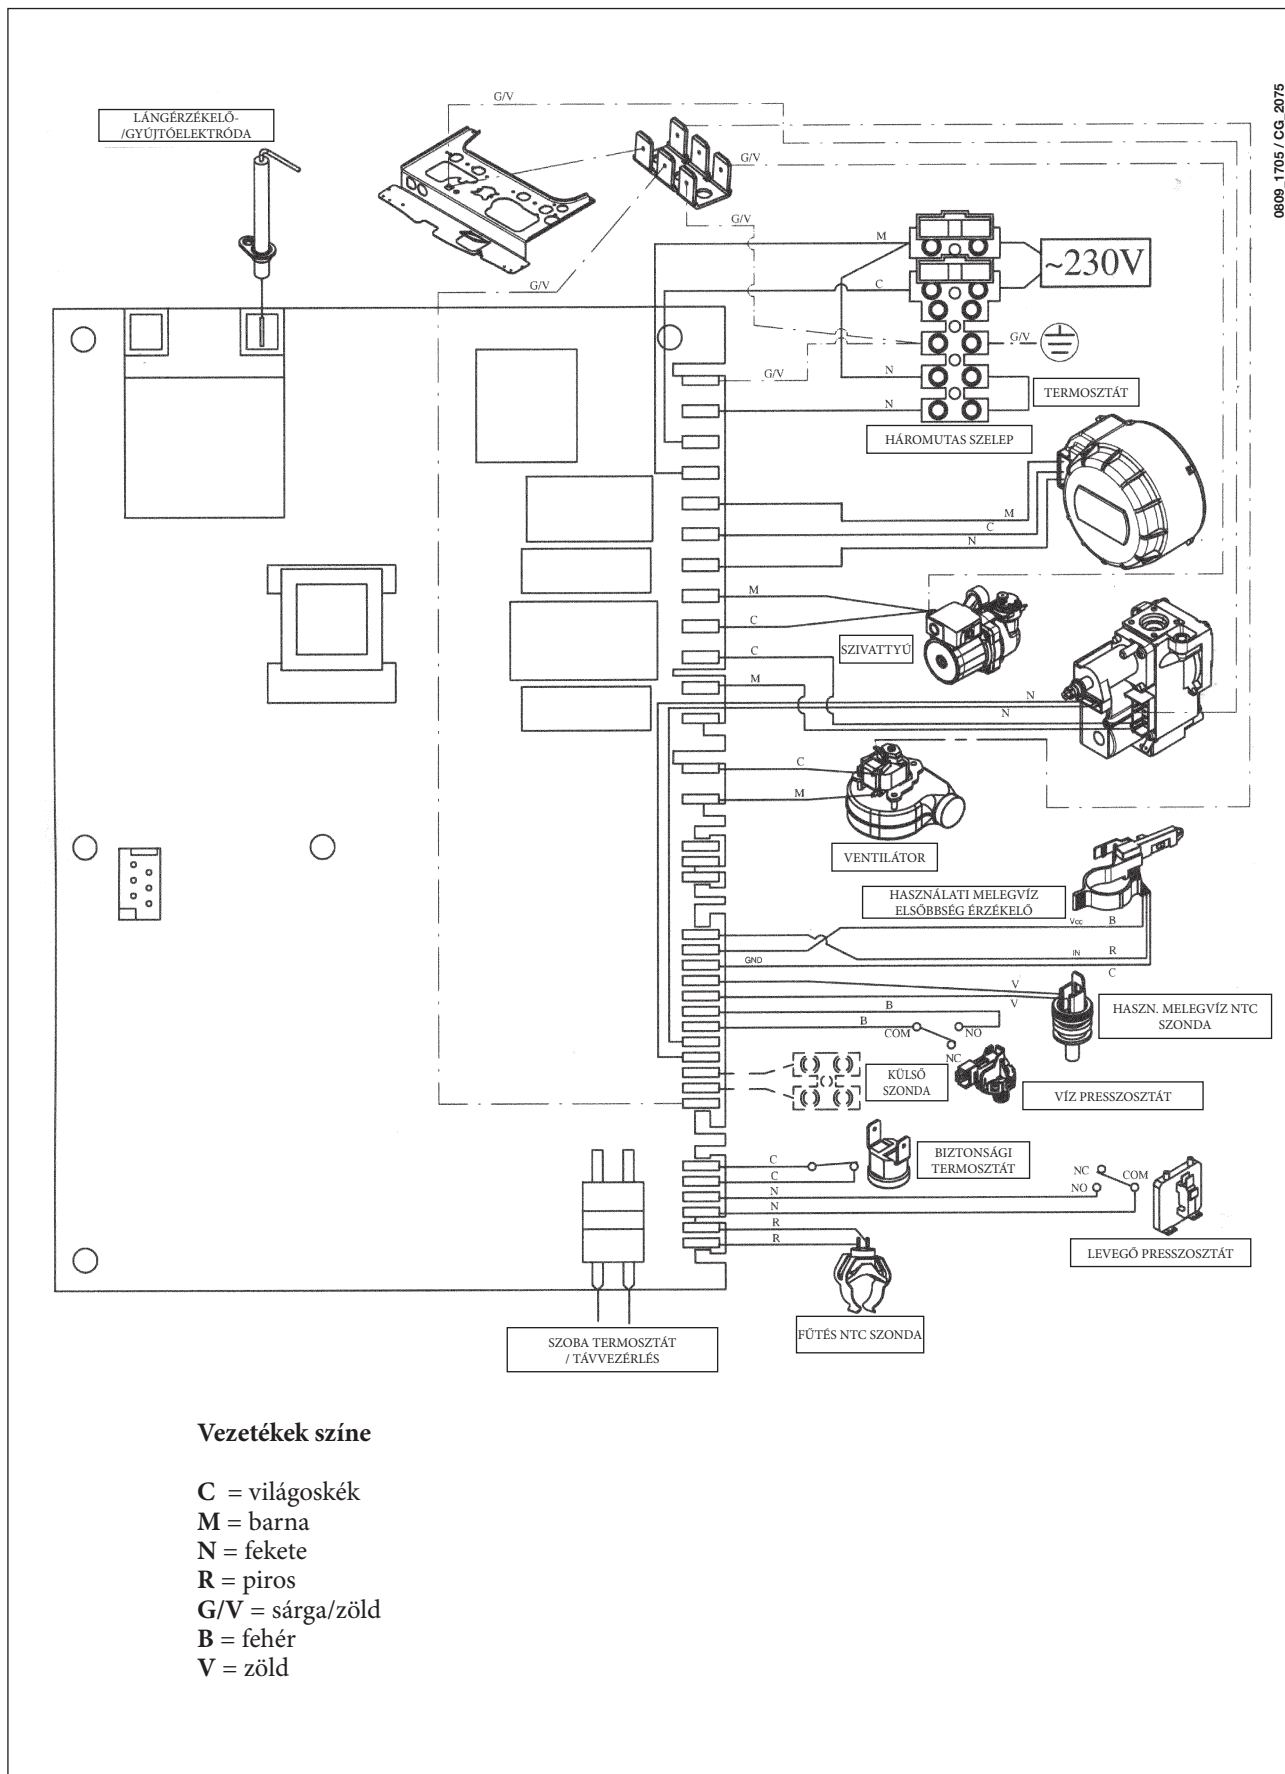 0809_1705 / CG_2075
G/V
LÁNGÉRZÉKELŐ-
/GYÚJTÓELEKTRÓDA
G/V
G/V
M
~230V
G/V
C
G/V
G/V
N
TERMOSZTÁT
N
HÁROMUTAS SZELEP
M
C
N
M
C
SZIVATTYÚ
C
M
N
N
C
M
VENTILÁTOR
HASZNÁLATI MELEGVÍZ
ELSŐBBSÉG ÉRZÉKELŐ
Vcc B
IN R
GND
C
V
V
HASZN. MELEGVÍZ NTC
SZONDA
B
B
COM
NO
NC
KÜLSŐ
SZONDA
VÍZ PRESSZOSZTÁT
BIZTONSÁGI
TERMOSZTÁT
C
C
N
N
R
R
NC
COM
NO
LEVEGŐ PRESSZOSZTÁT
FŰTÉS NTC SZONDA
SZOBA TERMOSZTÁT
/ TÁVVEZÉRLÉS
Vezetékek színe
C = világoskék
M = barna
N = fekete
R = piros
G/V = sárga/zöld
B = fehér
V = zöld